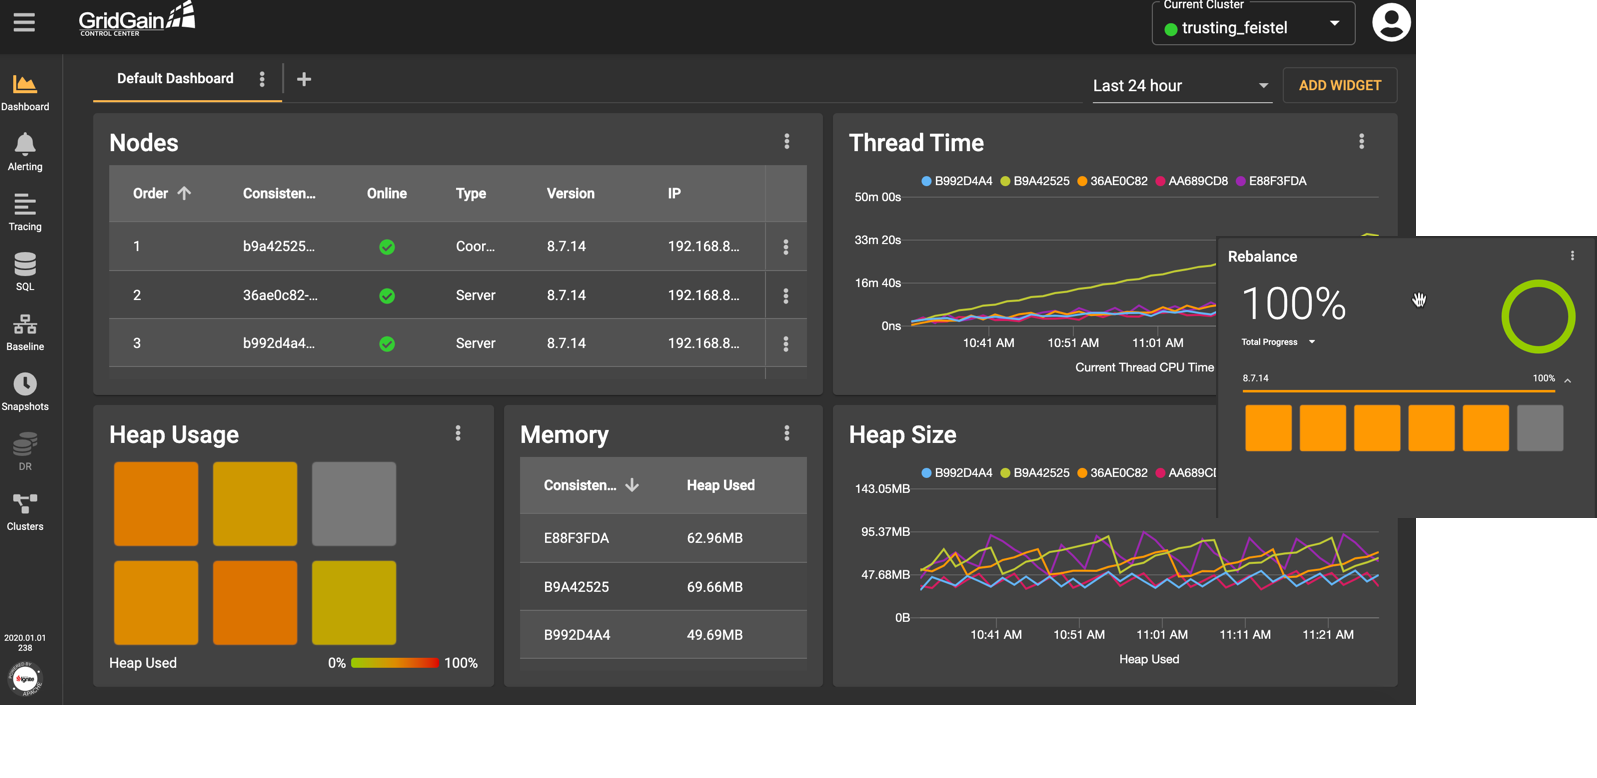 GridGain
CONTROL CENTER
Current Cluster
trusting_feistel
Dashboard
Alerting
Tracing
SQL
Baseline
Snapshots
DR
Clusters
2020.01.01
238
POWERED BY
ignite
APACHE
Default Dashboard
Last 24 hour
ADD WIDGET
Nodes
Order Consisten... Online Type Version IP
1 b9a42525... Coor... 8.7.14 192.168.8...
2 36ae0c82-... Server 8.7.14 192.168.8...
3 b992d4a4... Server 8.7.14 192.168.8...
Thread Time
B992D4A4 B9A42525 36AE0C82 AA689CD8 E88F3FDA
50m 00s
33m 20s
16m 40s
0ns
10:41 AM 10:51 AM 11:01 AM
Current Thread CPU Time
Rebalance
100%
Total Progress
8.7.14 100%
Heap Usage
Heap Used 0% 100%
Memory
Consisten... Heap Used
E88F3FDA 62.96MB
B9A42525 69.66MB
B992D4A4 49.69MB
Heap Size
B992D4A4 B9A42525 36AE0C82 AA689CD
143.05MB
95.37MB
47.68MB
0B
10:41 AM 10:51 AM 11:01 AM 11:11 AM 11:21 AM
Heap Used